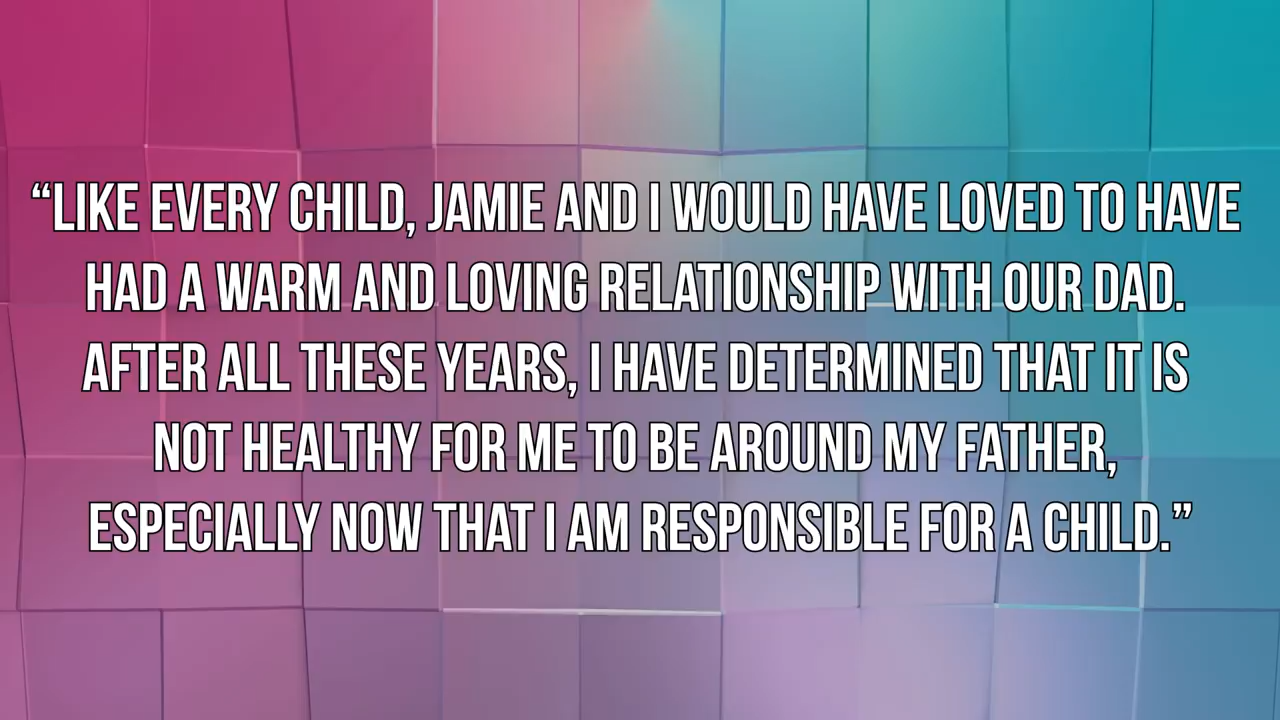 “LIKE EVERY CHILD, JAMIE AND I WOULD HAVE LOVED TO HAVE
HAD A WARM AND LOVING RELATIONSHIP WITH OUR DAD.
AFTER ALL THESE YEARS, I HAVE DETERMINED THAT IT IS
NOT HEALTHY FOR ME TO BE AROUND MY FATHER,
ESPECIALLY NOW THAT I AM RESPONSIBLE FOR A CHILD.”